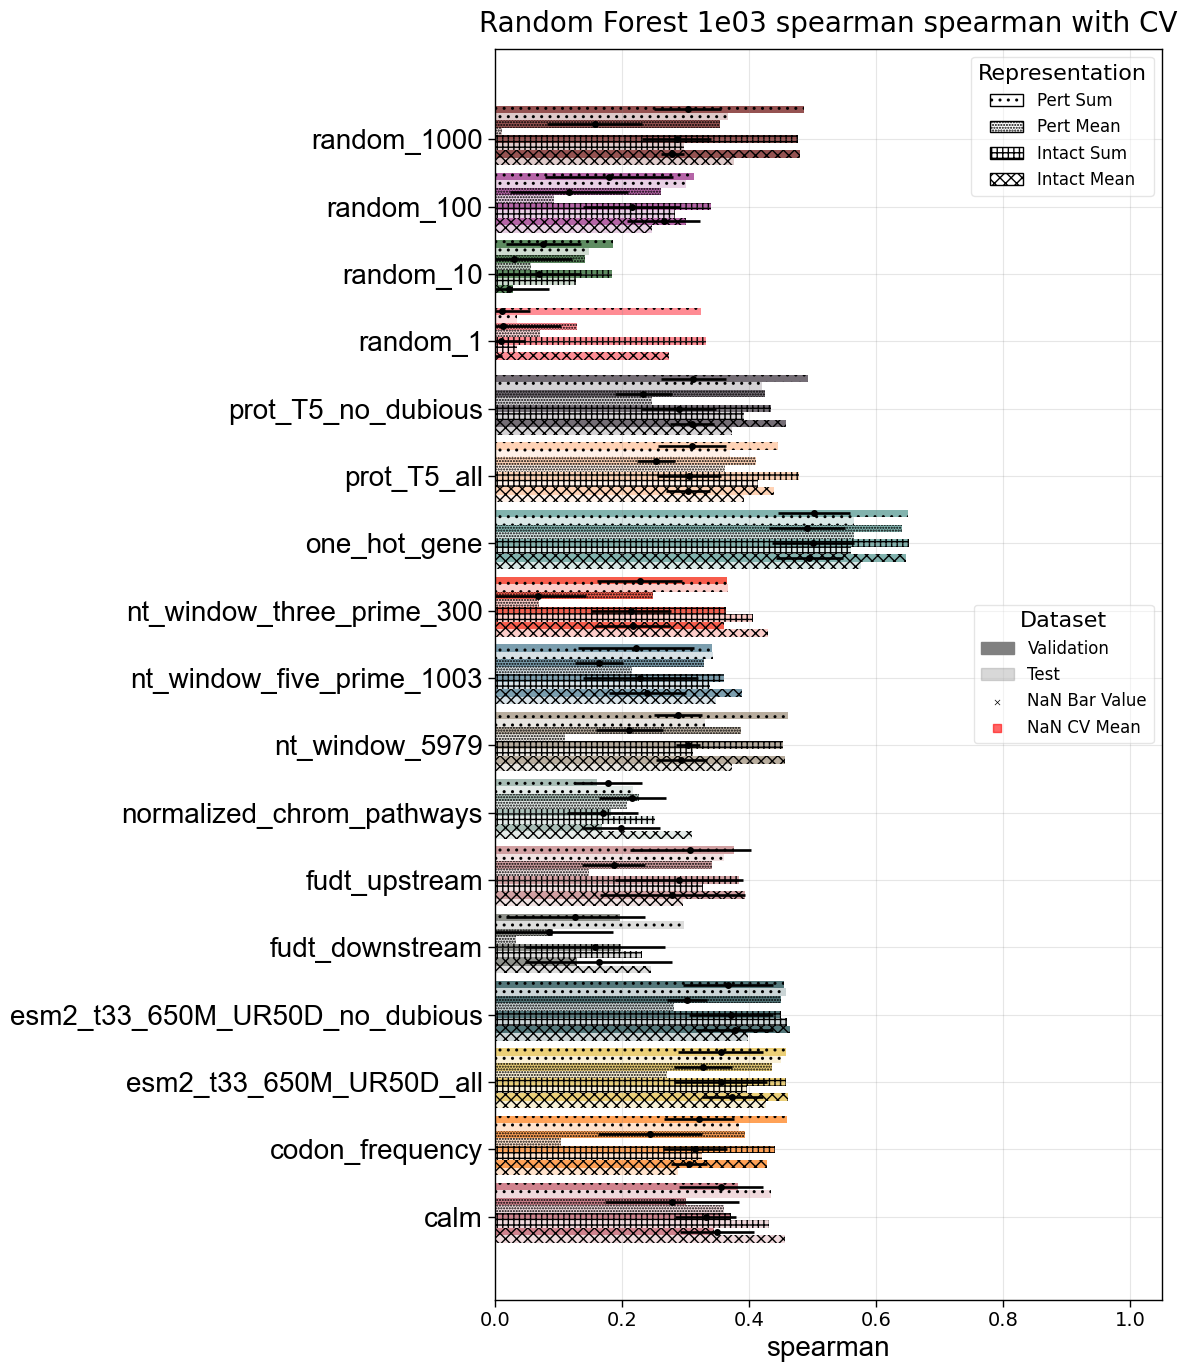 Random Forest 1e03 spearman spearman with CV
Representation
Pert Sum
Pert Mean
Intact Sum
Intact Mean
random_1000
random_100
random_10
random_1
prot_T5_no_dubious
prot_T5_all
one_hot_gene
nt_window_three_prime_300
nt_window_five_prime_1003
nt_window_5979
normalized_chrom_pathways
fudt_upstream
fudt_downstream
esm2_t33_650M_UR50D_no_dubious
esm2_t33_650M_UR50D_all
codon_frequency
calm
Dataset
Validation
Test
NaN Bar Value
NaN CV Mean
0.0 0.2 0.4 0.6 0.8 1.0
spearman